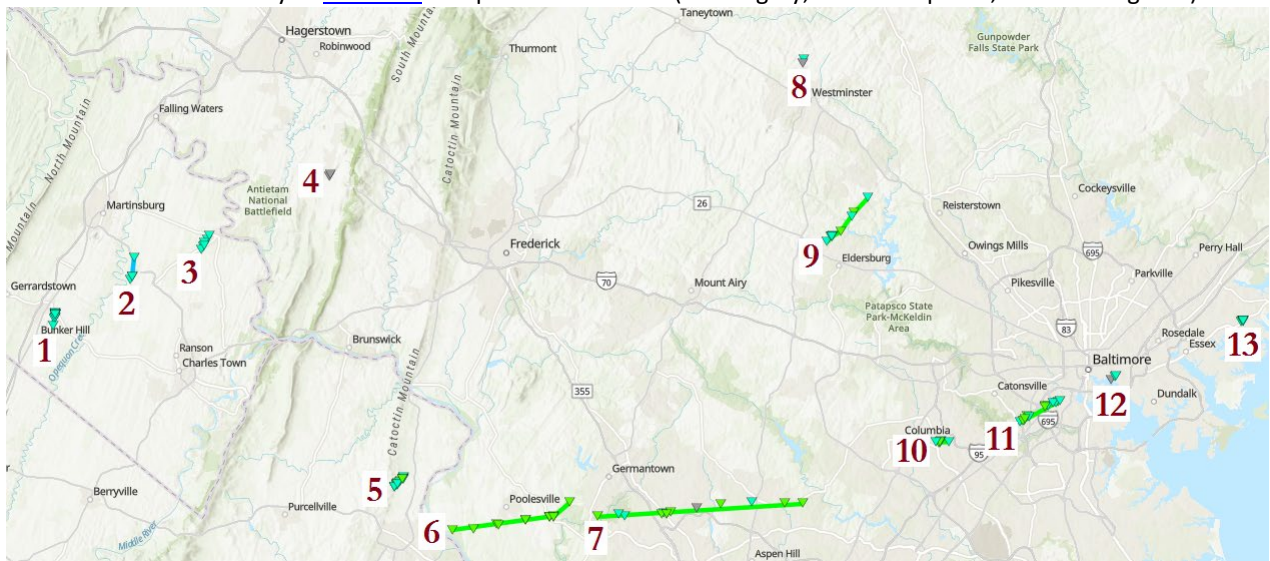 Taneytown
Gunpowder
Falls State Park
Hagerstown
Robinwood
South Mountain
Thurmont
Catoctin Mountain
8
Westminster
Falling Waters
North Mountain
Mountain
4
Antietam
National
Battlefield
Martinsburg
Cockeysville
26
Reisterstown
Frederick
3
9
Eldersburg
Owings Mills
695
Perry Hall
Parkville
Pikesville
2
70
Mount Airy
Gerrardstown
Patapsco State
Park-McKeldin
Area
Bunker Hill
1
Opequon Creek
Ranson
Charles Town
Brunswick
83
Rosedale
Essex
13
Baltimore
Catoctin Mountain
355
Catonsville
12
Dundalk
Columbia
10
11
695
95
Germantown
5
Berryville
Purcellville
Poolesville
6
7
Middle River
Aspen Hill